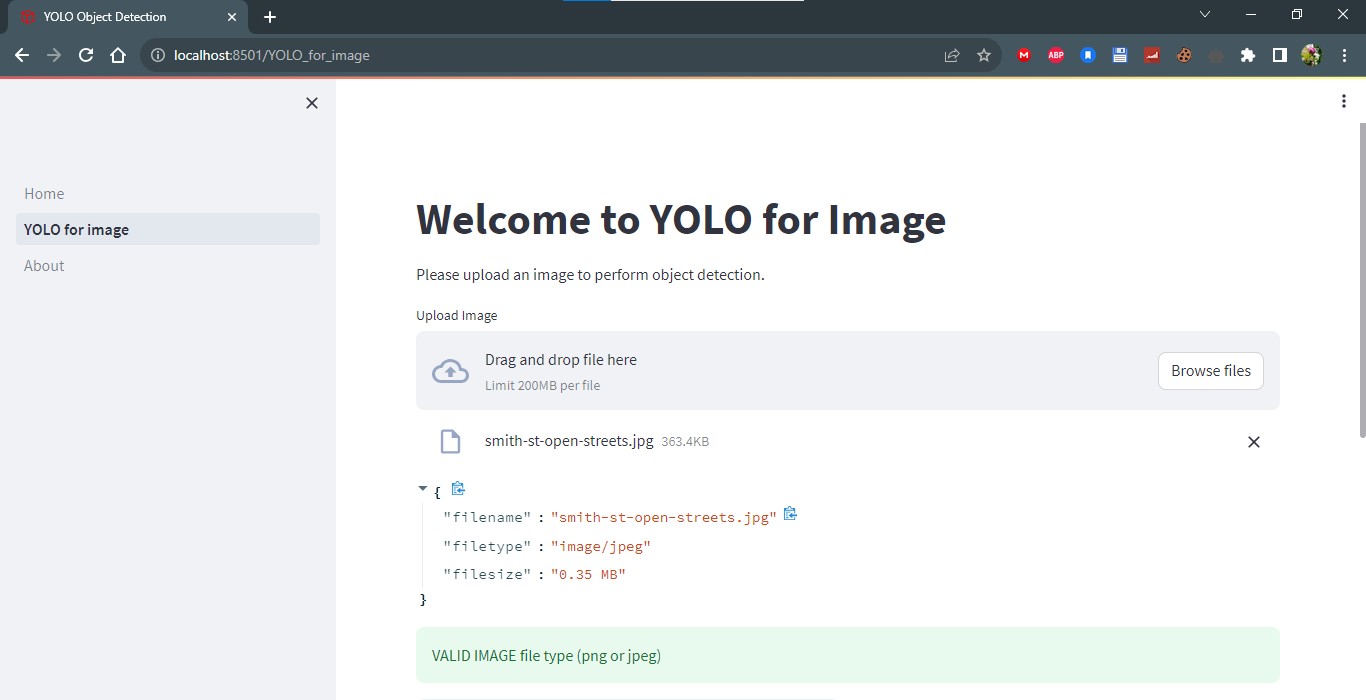 YOLO Object Detection
localhost:8501/YOLO_for_image
M
ABP
Home
YOLO for image
About
Welcome to YOLO for Image
Please upload an image to perform object detection.
Upload Image
Drag and drop file here
Limit 200MB per file
Browse files
smith-st-open-streets.jpg 363.4KB
{
"filename" : "smith-st-open-streets.jpg"
"filetype" : "image/jpeg"
"filesize" : "0.35 MB"
}
VALID IMAGE file type (png or jpeg)